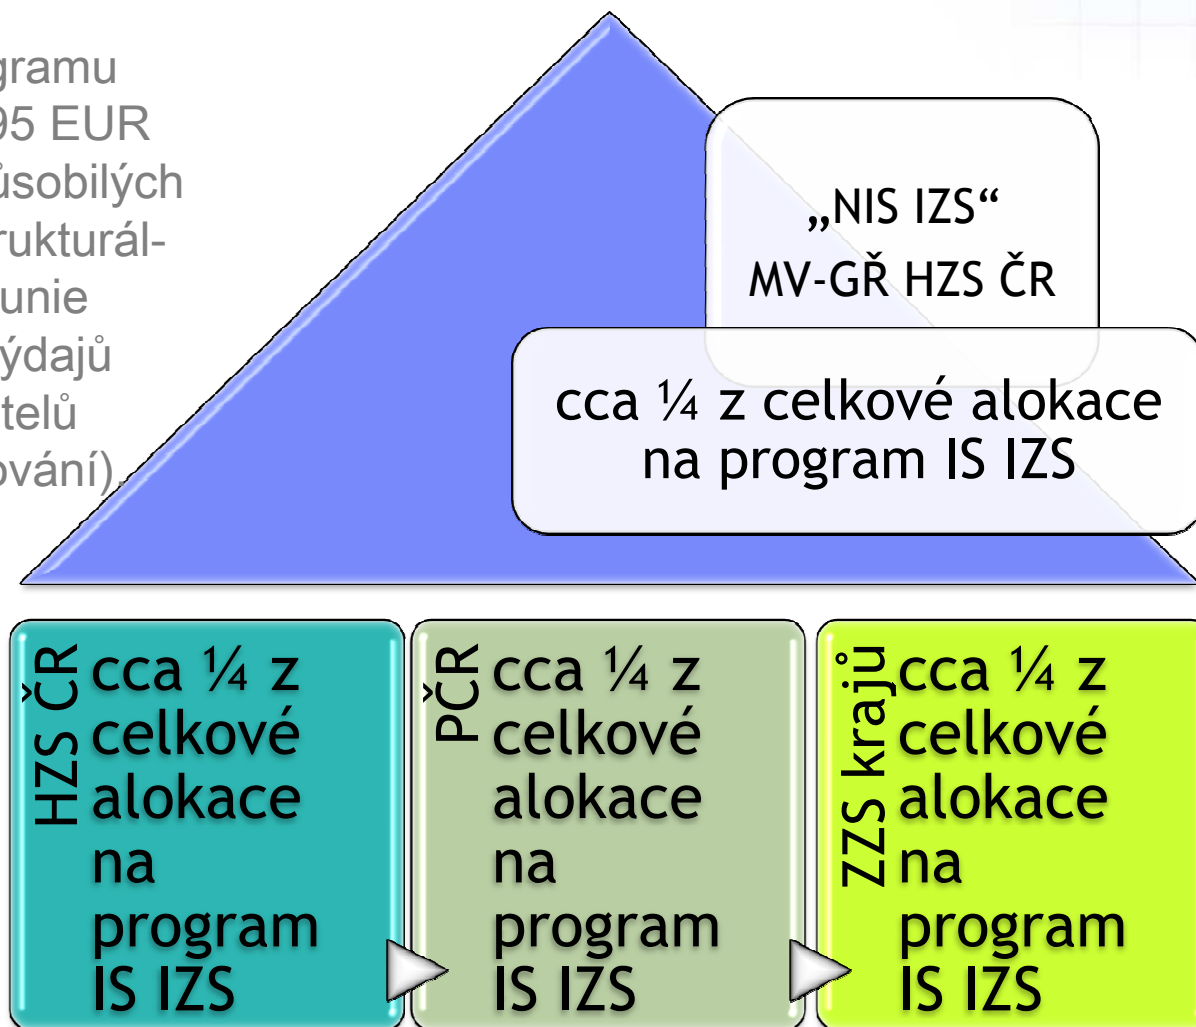 gramu
95 EUR
ůsobilých
rukturál-
unie
ýdajů
telů
ování).
„NIS IZS“
MV-GŘ HZS ČR
cca ¼ z celkové alokace
na program IS IZS
HZS ČR
cca ¼ z
celkové
alokace
na
program
IS IZS
PČR
cca ¼ z
celkové
alokace
na
program
IS IZS
ZZS krajů
cca ¼ z
celkové
alokace
na
program
IS IZS